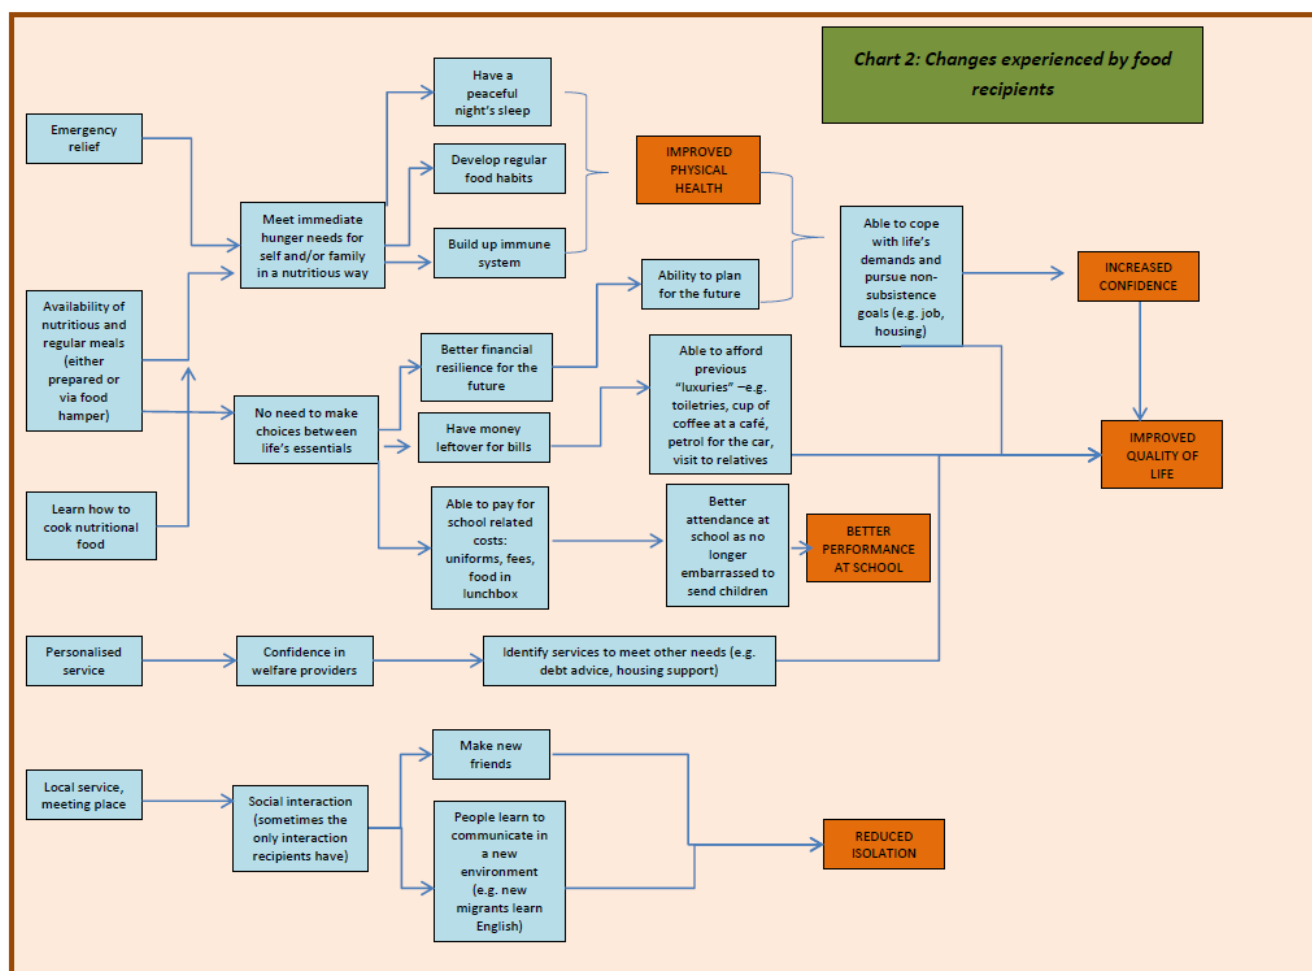 Chart 2: Changes experienced by food
recipients
Emergency
relief
Availability of
nutritious and
regular meals
(either
prepared or
via food
hamper)
Learn how to
cook nutritional
food
Meet immediate
hunger needs for
self and/or family
in a nutritious way
No need to make
choices between
life's essentials
Have a
peaceful
night's sleep
Develop regular
food habits
Build up immune
system
Better financial
resilience for the
future
Have money
leftover for bills
Able to pay for
school related
costs:
uniforms, fees,
food in
lunchbox
IMPROVED
PHYSICAL
HEALTH
Ability to plan
for the future
Able to afford
previous
"luxuries" –e.g.
toiletries, cup of
coffee at a café,
petrol for the car,
visit to relatives
Better
attendance at
school as no
longer
embarrassed to
send children
BETTER
PERFORMANCE
AT SCHOOL
Able to cope
with life's
demands and
pursue non-
subsistence
goals (e.g. job,
housing)
INCREASED
CONFIDENCE
IMPROVED
QUALITY OF
LIFE
Personalised
service
Confidence in
welfare providers
Identify services to meet other needs (e.g.
debt advice, housing support)
Local service,
meeting place
Social interaction
(sometimes the
only interaction
recipients have)
Make new
friends
People learn to
communicate in
a new
environment
(e.g. new
migrants learn
English)
REDUCED
ISOLATION